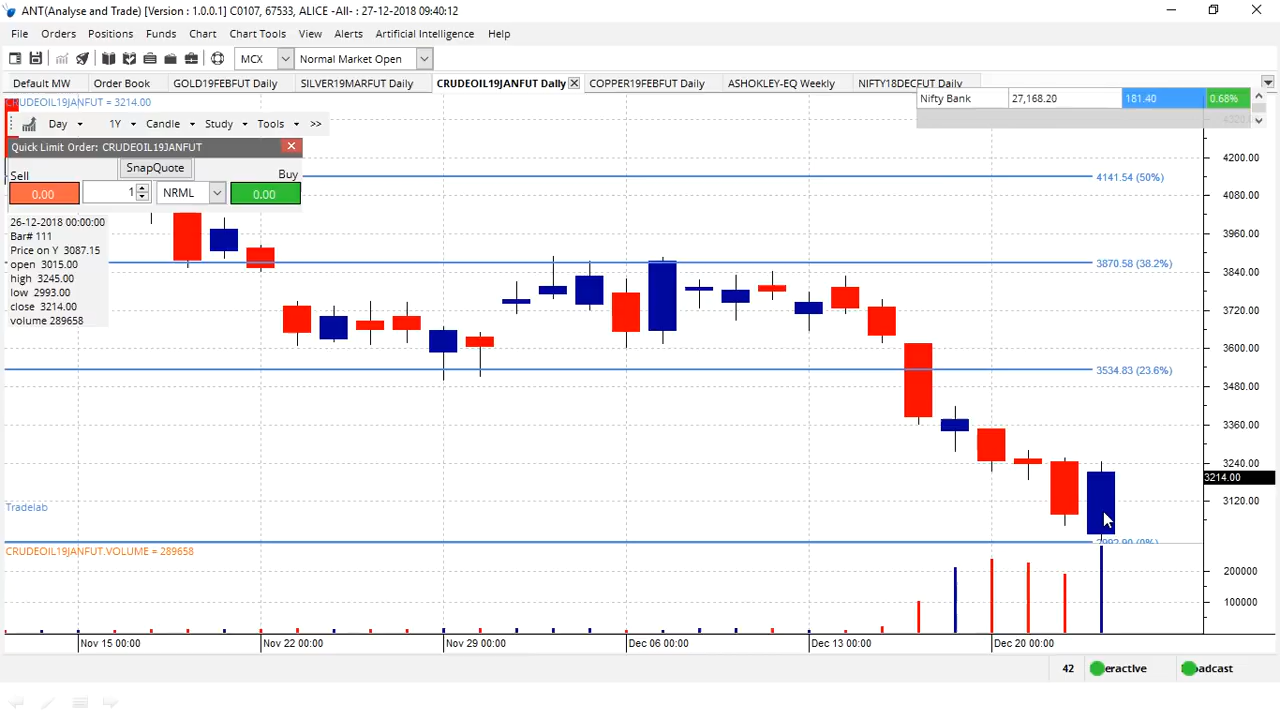 ANT(Analyse and Trade) [Version : 1.0.0.1] C0107, 67533, ALICE -All- : 27-12-2018 09:40:12
File Orders Positions Funds Chart Chart Tools View Alerts Artificial Intelligence Help
MCX Normal Market Open
Default MW Order Book GOLD19FEBFUT Daily SILVER19MARFUT Daily CRUDEOIL19JANFUT Daily COPPER19FEBFUT Daily ASHOKLEY-EQ Weekly NIFTY18DECFUT Daily
CRUDEOIL19JANFUT = 3214.00
Nifty Bank 27,168.20 181.40 0.68%
Day 1Y Candle Study Tools >>
Quick Limit Order: CRUDEOIL19JANFUT
Sell SnapQuote Buy
0.00 1 NRML 0.00
26-12-2018 00:00:00
Bar# 111
Price on Y 3087.15
open 3015.00
high 3245.00
low 2993.00
close 3214.00
volume 289658
4141.54 (50%)
3870.58 (38.2%)
3534.83 (23.6%)
2992.90 (0%)
4320.00
4200.00
4080.00
3960.00
3840.00
3720.00
3600.00
3480.00
3360.00
3240.00
3214.00
3120.00
Tradelab
CRUDEOIL19JANFUT.VOLUME = 289658
200000
100000
Nov 15 00:00 Nov 22 00:00 Nov 29 00:00 Dec 06 00:00 Dec 13 00:00 Dec 20 00:00
42 eractive adcast